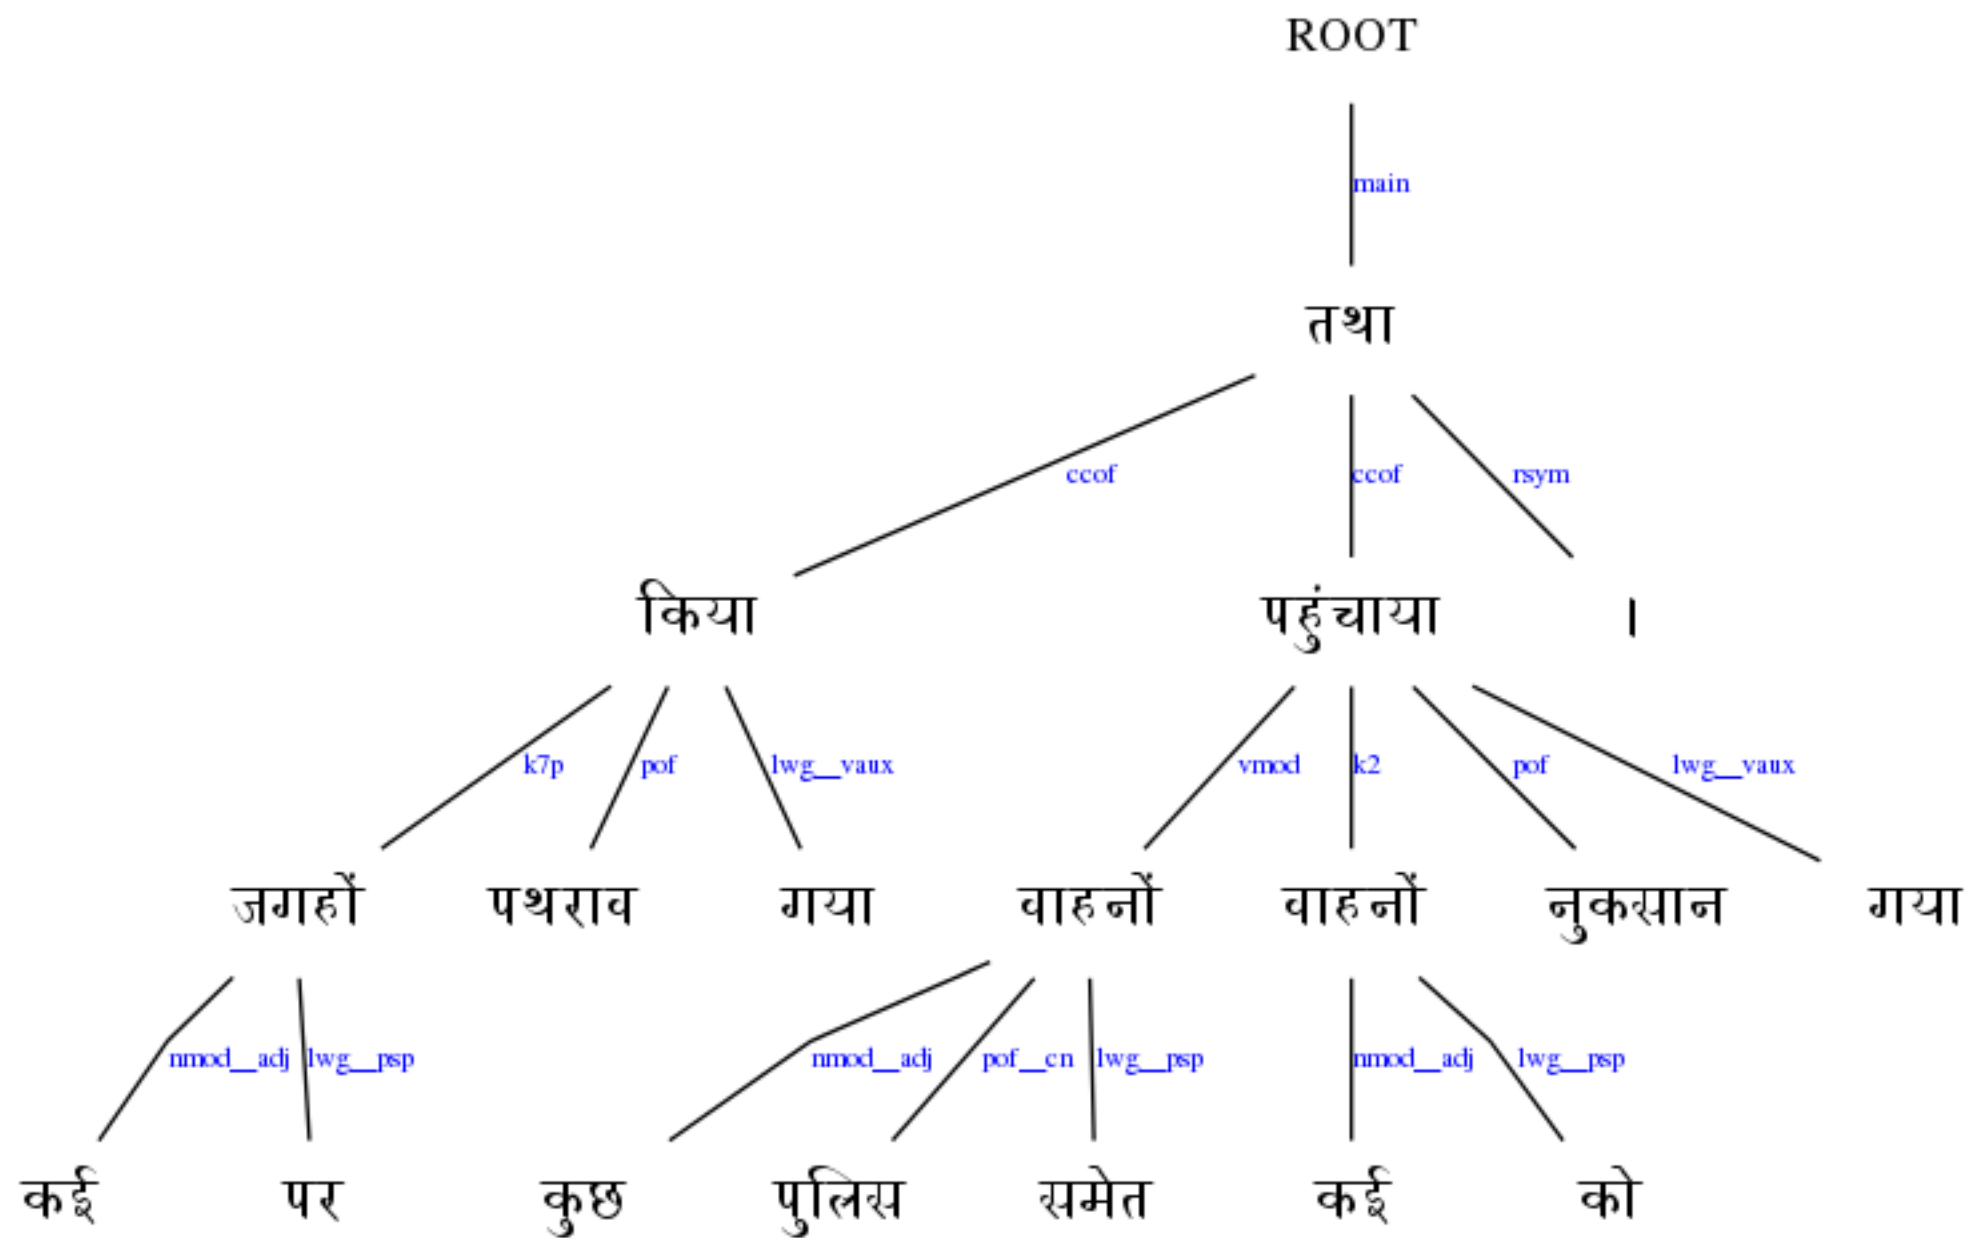 ROOT
main
तथा
ccof ccof rsym
किया पहुंचाया ।
k7p pof lwg__vaux vmod k2 pof lwg__vaux
जगहों पथराव गया वाहनों वाहनों नुकसान गया
nmod__adj lwg__psp nmod__adj pof__cn lwg__psp nmod__adj lwg__psp
कई पर कुछ पुलिस समेत कई को